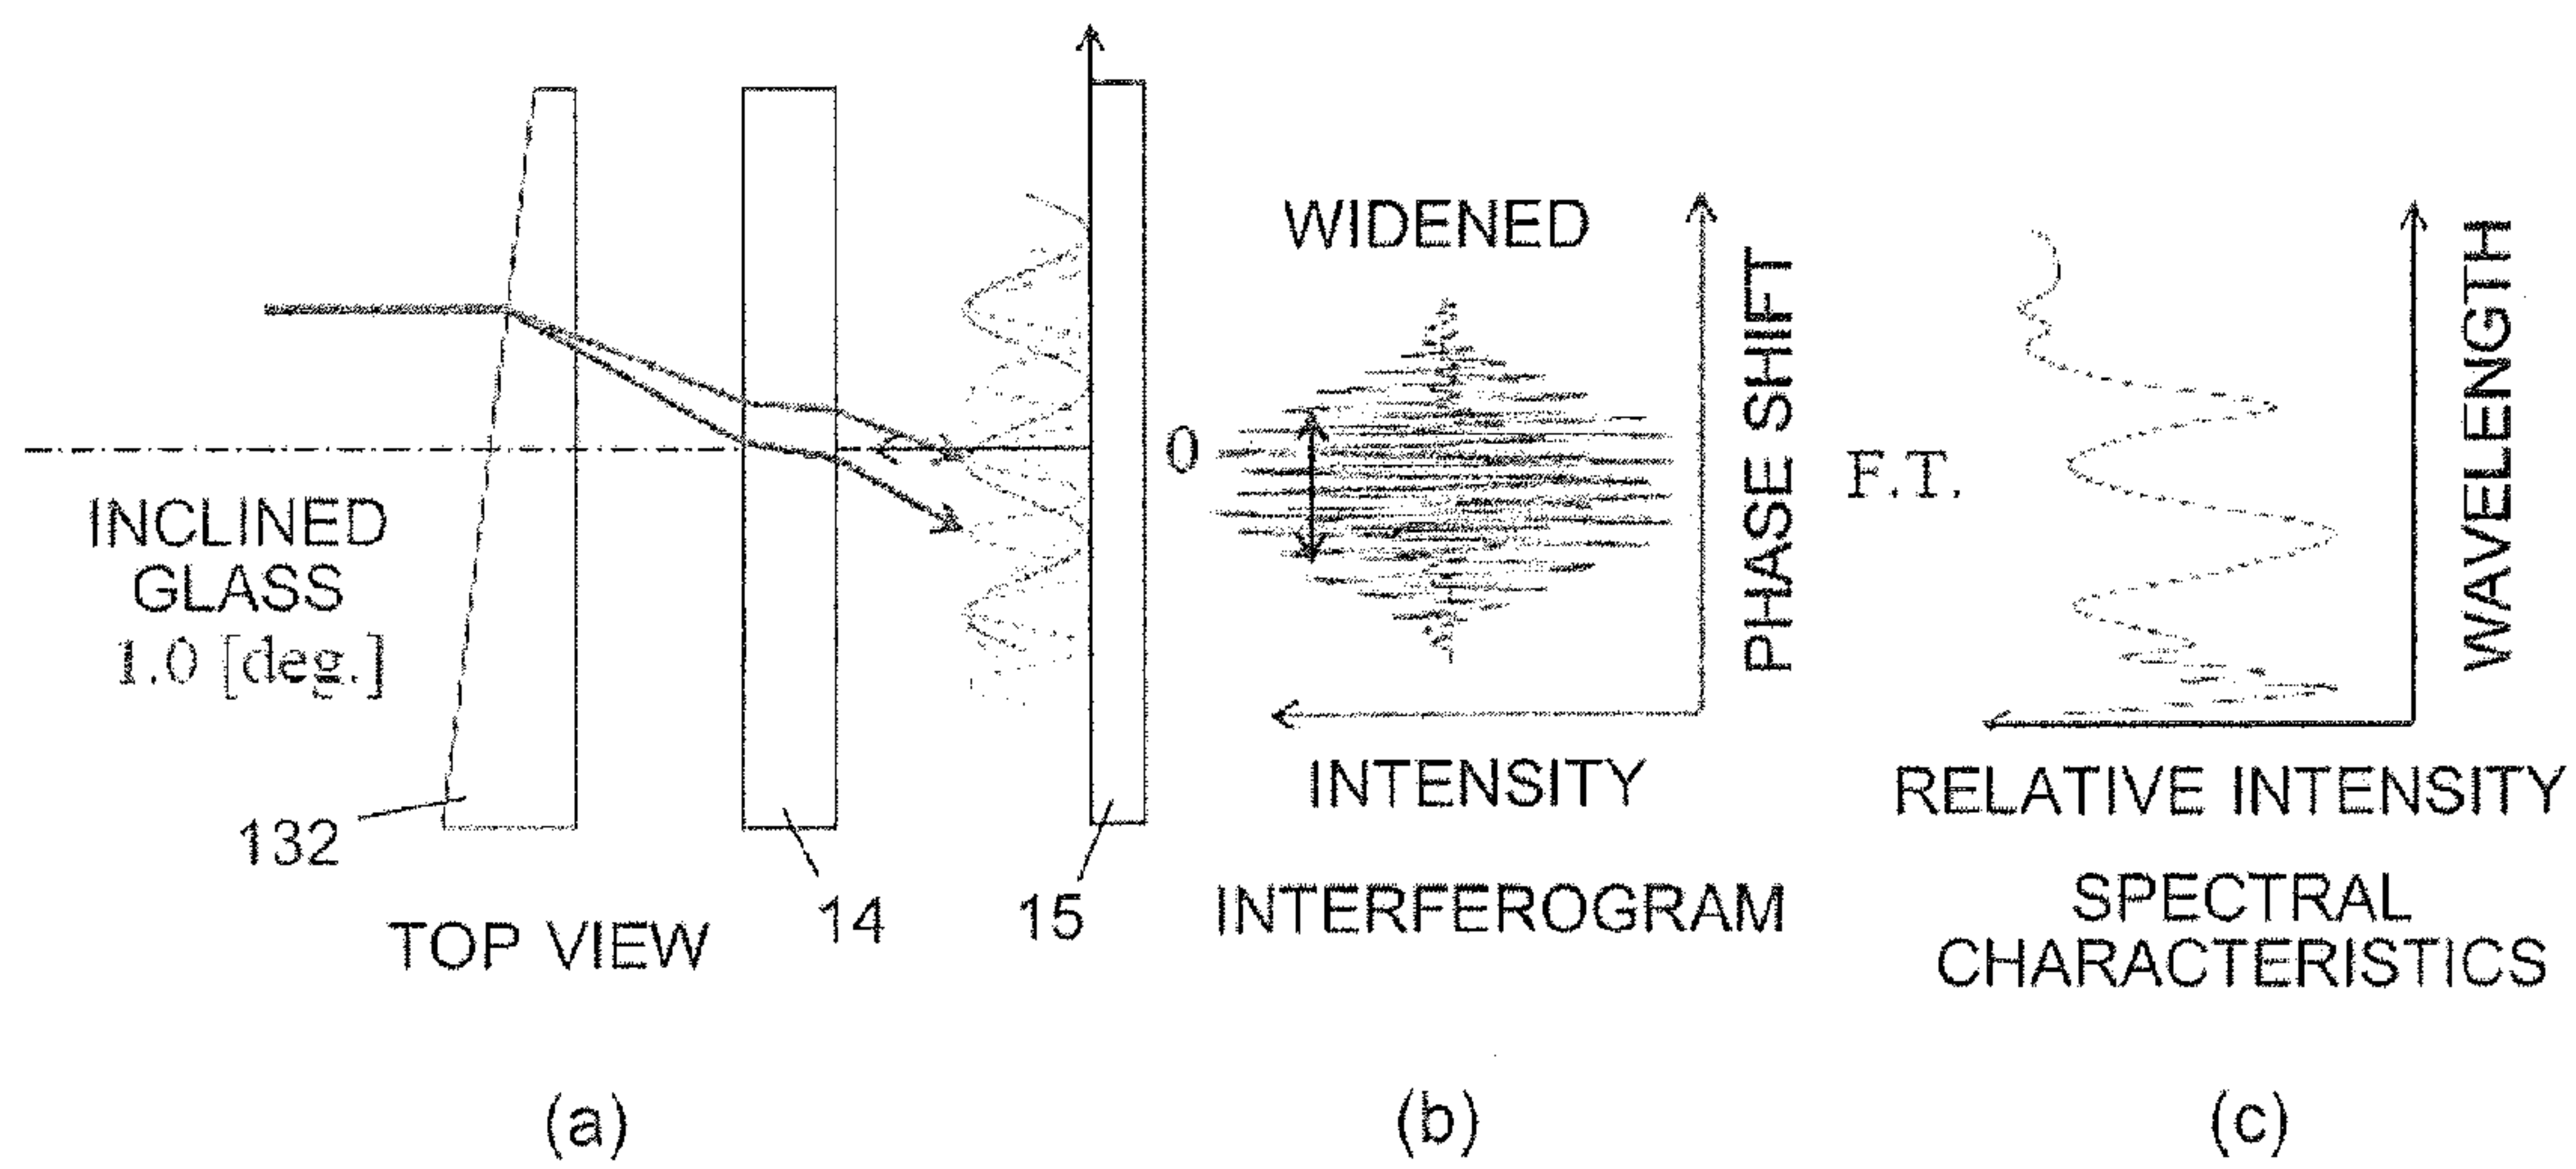 INCLINED
GLASS
1.0 [deg.]
132
TOP VIEW
14
15
0
WIDENED
PHASE SHIFT
INTENSITY
INTERFEROGRAM
F.T.
WAVELENGTH
RELATIVE INTENSITY
SPECTRAL
CHARACTERISTICS
(a)
(b)
(c)